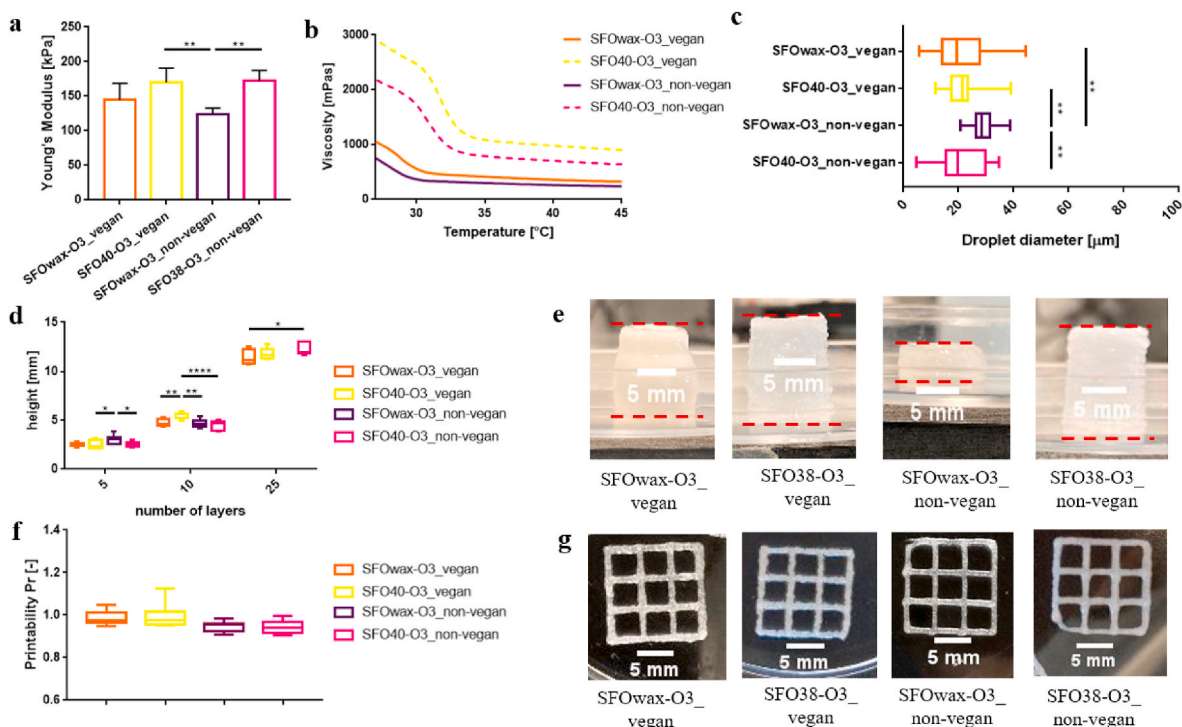 a
Young's Modulus [kPa]
250
200
150
100
50
0
**
**
SFOwax-O3_vegan
SFO40-O3_vegan
SFOwax-O3_non-vegan
SFO38-O3_non-vegan
b
Viscosity [mPas]
3000
2000
1000
0
30
35
40
45
Temperature [°C]
SFOwax-O3_vegan
SFO40-O3_vegan
SFOwax-O3_non-vegan
SFO40-O3_non-vegan
c
SFOwax-O3_vegan
SFO40-O3_vegan
SFOwax-O3_non-vegan
SFO40-O3_non-vegan
**
**
**
0
20
40
60
80
100
Droplet diameter [μm]
d
height [mm]
15
10
5
0
*
*
**
**
****
*
5
10
25
number of layers
SFOwax-O3_vegan
SFO40-O3_vegan
SFOwax-O3_non-vegan
SFO40-O3_non-vegan
e
5 mm
5 mm
5 mm
5 mm
SFOwax-O3_
vegan
SFO38-O3_
vegan
SFOwax-O3_
non-vegan
SFO38-O3_
non-vegan
f
Printability Pr [-]
1.4
1.2
1.0
0.8
0.6
SFOwax-O3_vegan
SFO40-O3_vegan
SFOwax-O3_non-vegan
SFO40-O3_non-vegan
g
5 mm
5 mm
5 mm
5 mm
SFOwax-O3_
vegan
SFO38-O3_
vegan
SFOwax-O3_
non-vegan
SFO38-O3_
non-vegan